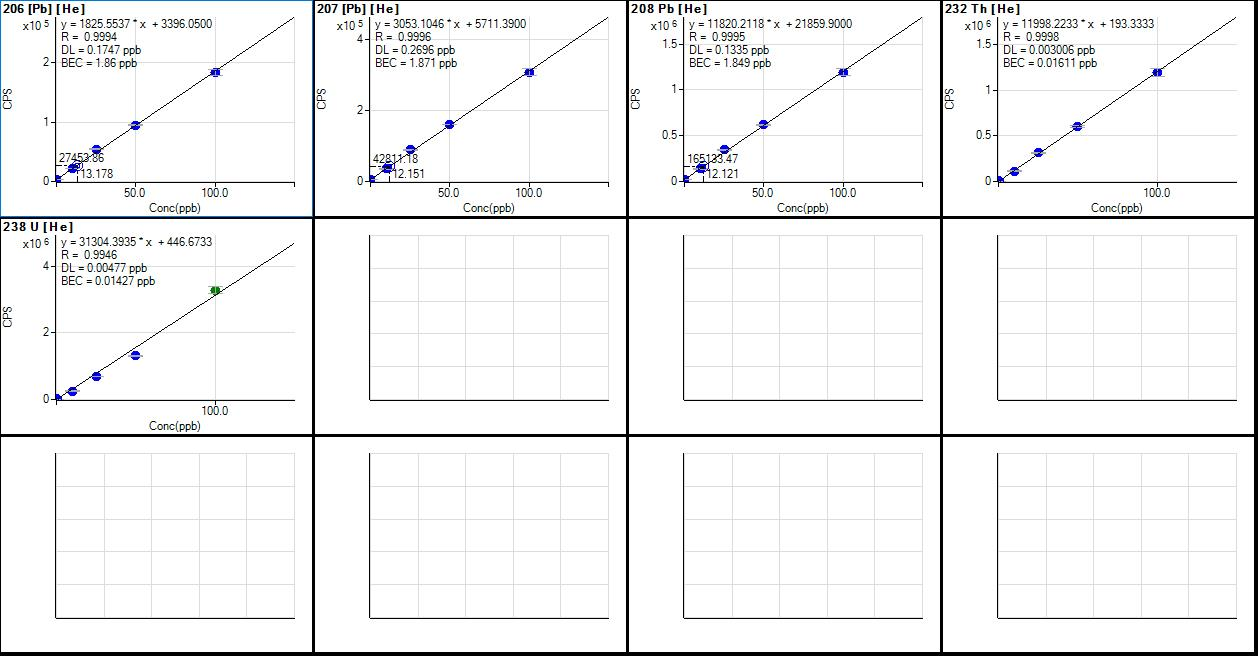 206 [Pb] [He]
x10 5
y = 1825.5537 * x + 3396.0500
R = 0.9994
DL = 0.1747 ppb
BEC = 1.86 ppb
2
CPS
1
27453.86
13.178
0
50.0
100.0
Conc(ppb)
207 [Pb] [He]
x10 5
y = 3053.1046 * x + 5711.3900
R = 0.9996
DL = 0.2696 ppb
BEC = 1.871 ppb
4
CPS
2
42811.18
12.151
0
50.0
100.0
Conc(ppb)
208 Pb [He]
x10 6
y = 11820.2118 * x + 21859.9000
R = 0.9995
DL = 0.1335 ppb
BEC = 1.849 ppb
1.5
CPS
1
0.5
165133.47
12.121
0
50.0
100.0
Conc(ppb)
232 Th [He]
x10 6
y = 11998.2233 * x + 193.3333
R = 0.9998
DL = 0.003006 ppb
BEC = 0.01611 ppb
1.5
CPS
1
0.5
0
100.0
Conc(ppb)
238 U [He]
x10 6
y = 31304.3935 * x + 446.6733
R = 0.9946
DL = 0.00477 ppb
BEC = 0.01427 ppb
4
CPS
2
0
100.0
Conc(ppb)